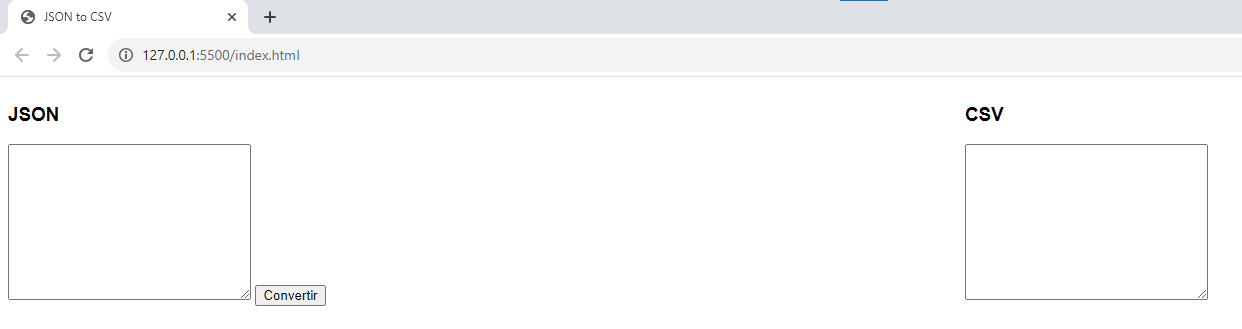 JSON to CSV
127.0.0.1:5500/index.html
JSON
CSV
Convertir